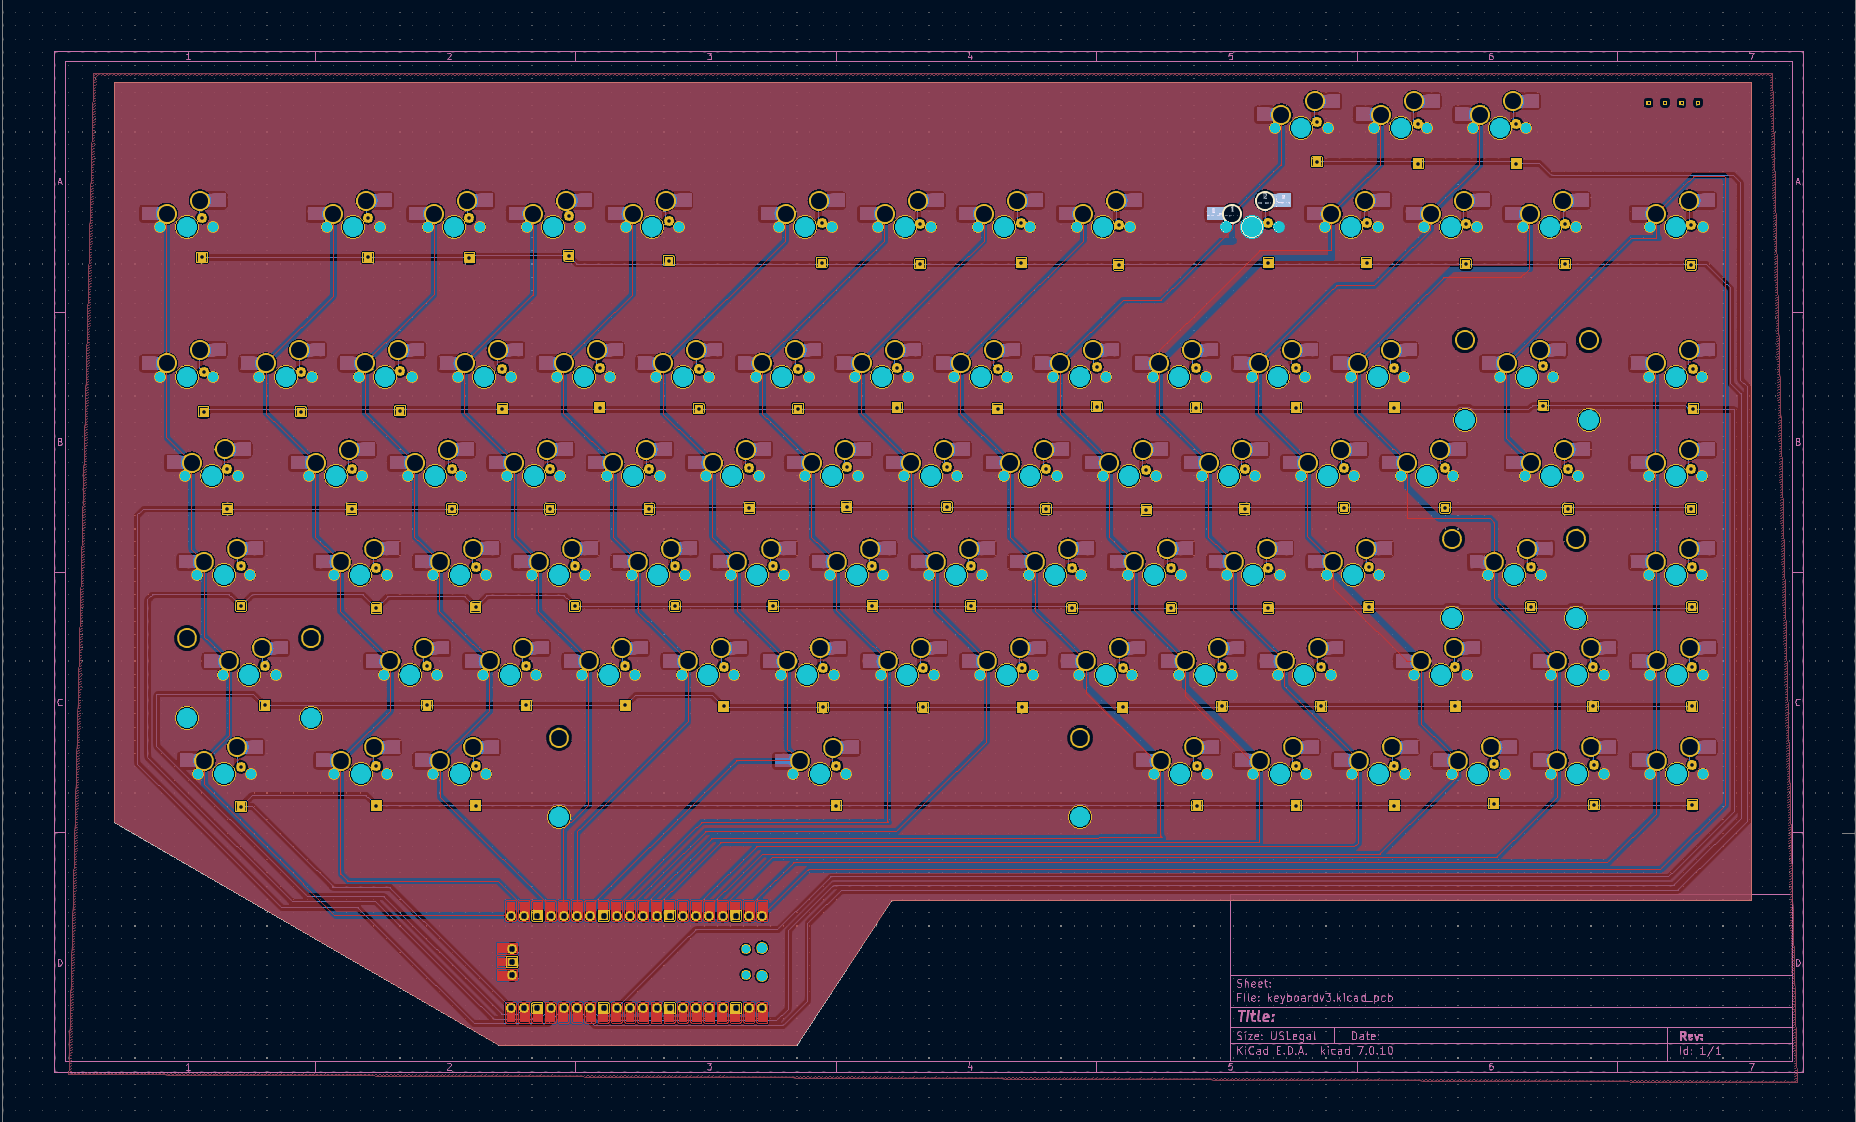 1 2 3 4 5 6 7
A A
B B
C C
D D
Sheet:
File: keyboardv3.kicad_pcb
Title:
Size: USLegal Date: Rev:
KiCad E.D.A. kicad 7.0.10 Id: 1/1
1 2 3 4 5 6 7